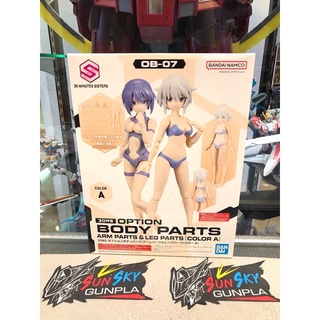 OB-07
BANDAI NAMCO
30 MINUTES SISTERS
COLOR
A
30MS OPTION
BODY PARTS
ARM PARTS & LEG PARTS [COLOR A]
BANDAI
SUN SKY
GUNPLA
SUN SKY
GUNPLA